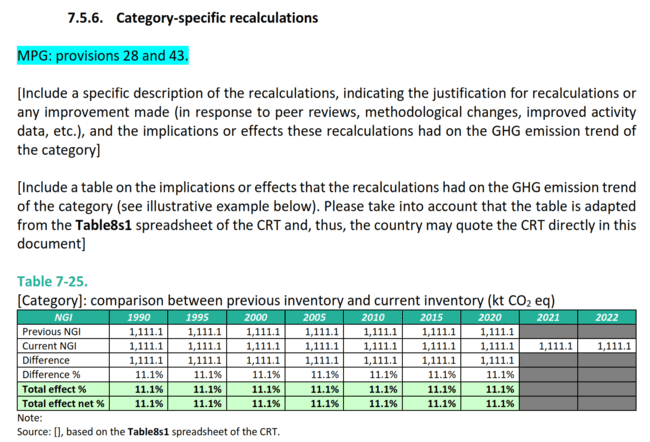 7.5.6. Category-specific recalculations
MPG: provisions 28 and 43.
[Include a specific description of the recalculations, indicating the justification for recalculations or
any improvement made (in response to peer reviews, methodological changes, improved activity
data, etc.), and the implications or effects these recalculations had on the GHG emission trend of
the category]
[Include a table on the implications or effects that the recalculations had on the GHG emission trend
of the category (see illustrative example below). Please take into account that the table is adapted
from the Table8s1 spreadsheet of the CRT and, thus, the country may quote the CRT directly in this
document]
Table 7-25.
[Category]: comparison between previous inventory and current inventory (kt CO₂ eq)
NGI 1990 1995 2000 2005 2010 2015 2020 2021 2022
Previous NGI 1,111.1 1,111.1 1,111.1 1,111.1 1,111.1 1,111.1 1,111.1
Current NGI 1,111.1 1,111.1 1,111.1 1,111.1 1,111.1 1,111.1 1,111.1 1,111.1 1,111.1
Difference 1,111.1 1,111.1 1,111.1 1,111.1 1,111.1 1,111.1 1,111.1
Difference % 11.1% 11.1% 11.1% 11.1% 11.1% 11.1% 11.1%
Total effect % 11.1% 11.1% 11.1% 11.1% 11.1% 11.1% 11.1%
Total effect net % 11.1% 11.1% 11.1% 11.1% 11.1% 11.1% 11.1%
Note:
Source: [], based on the Table8s1 spreadsheet of the CRT.